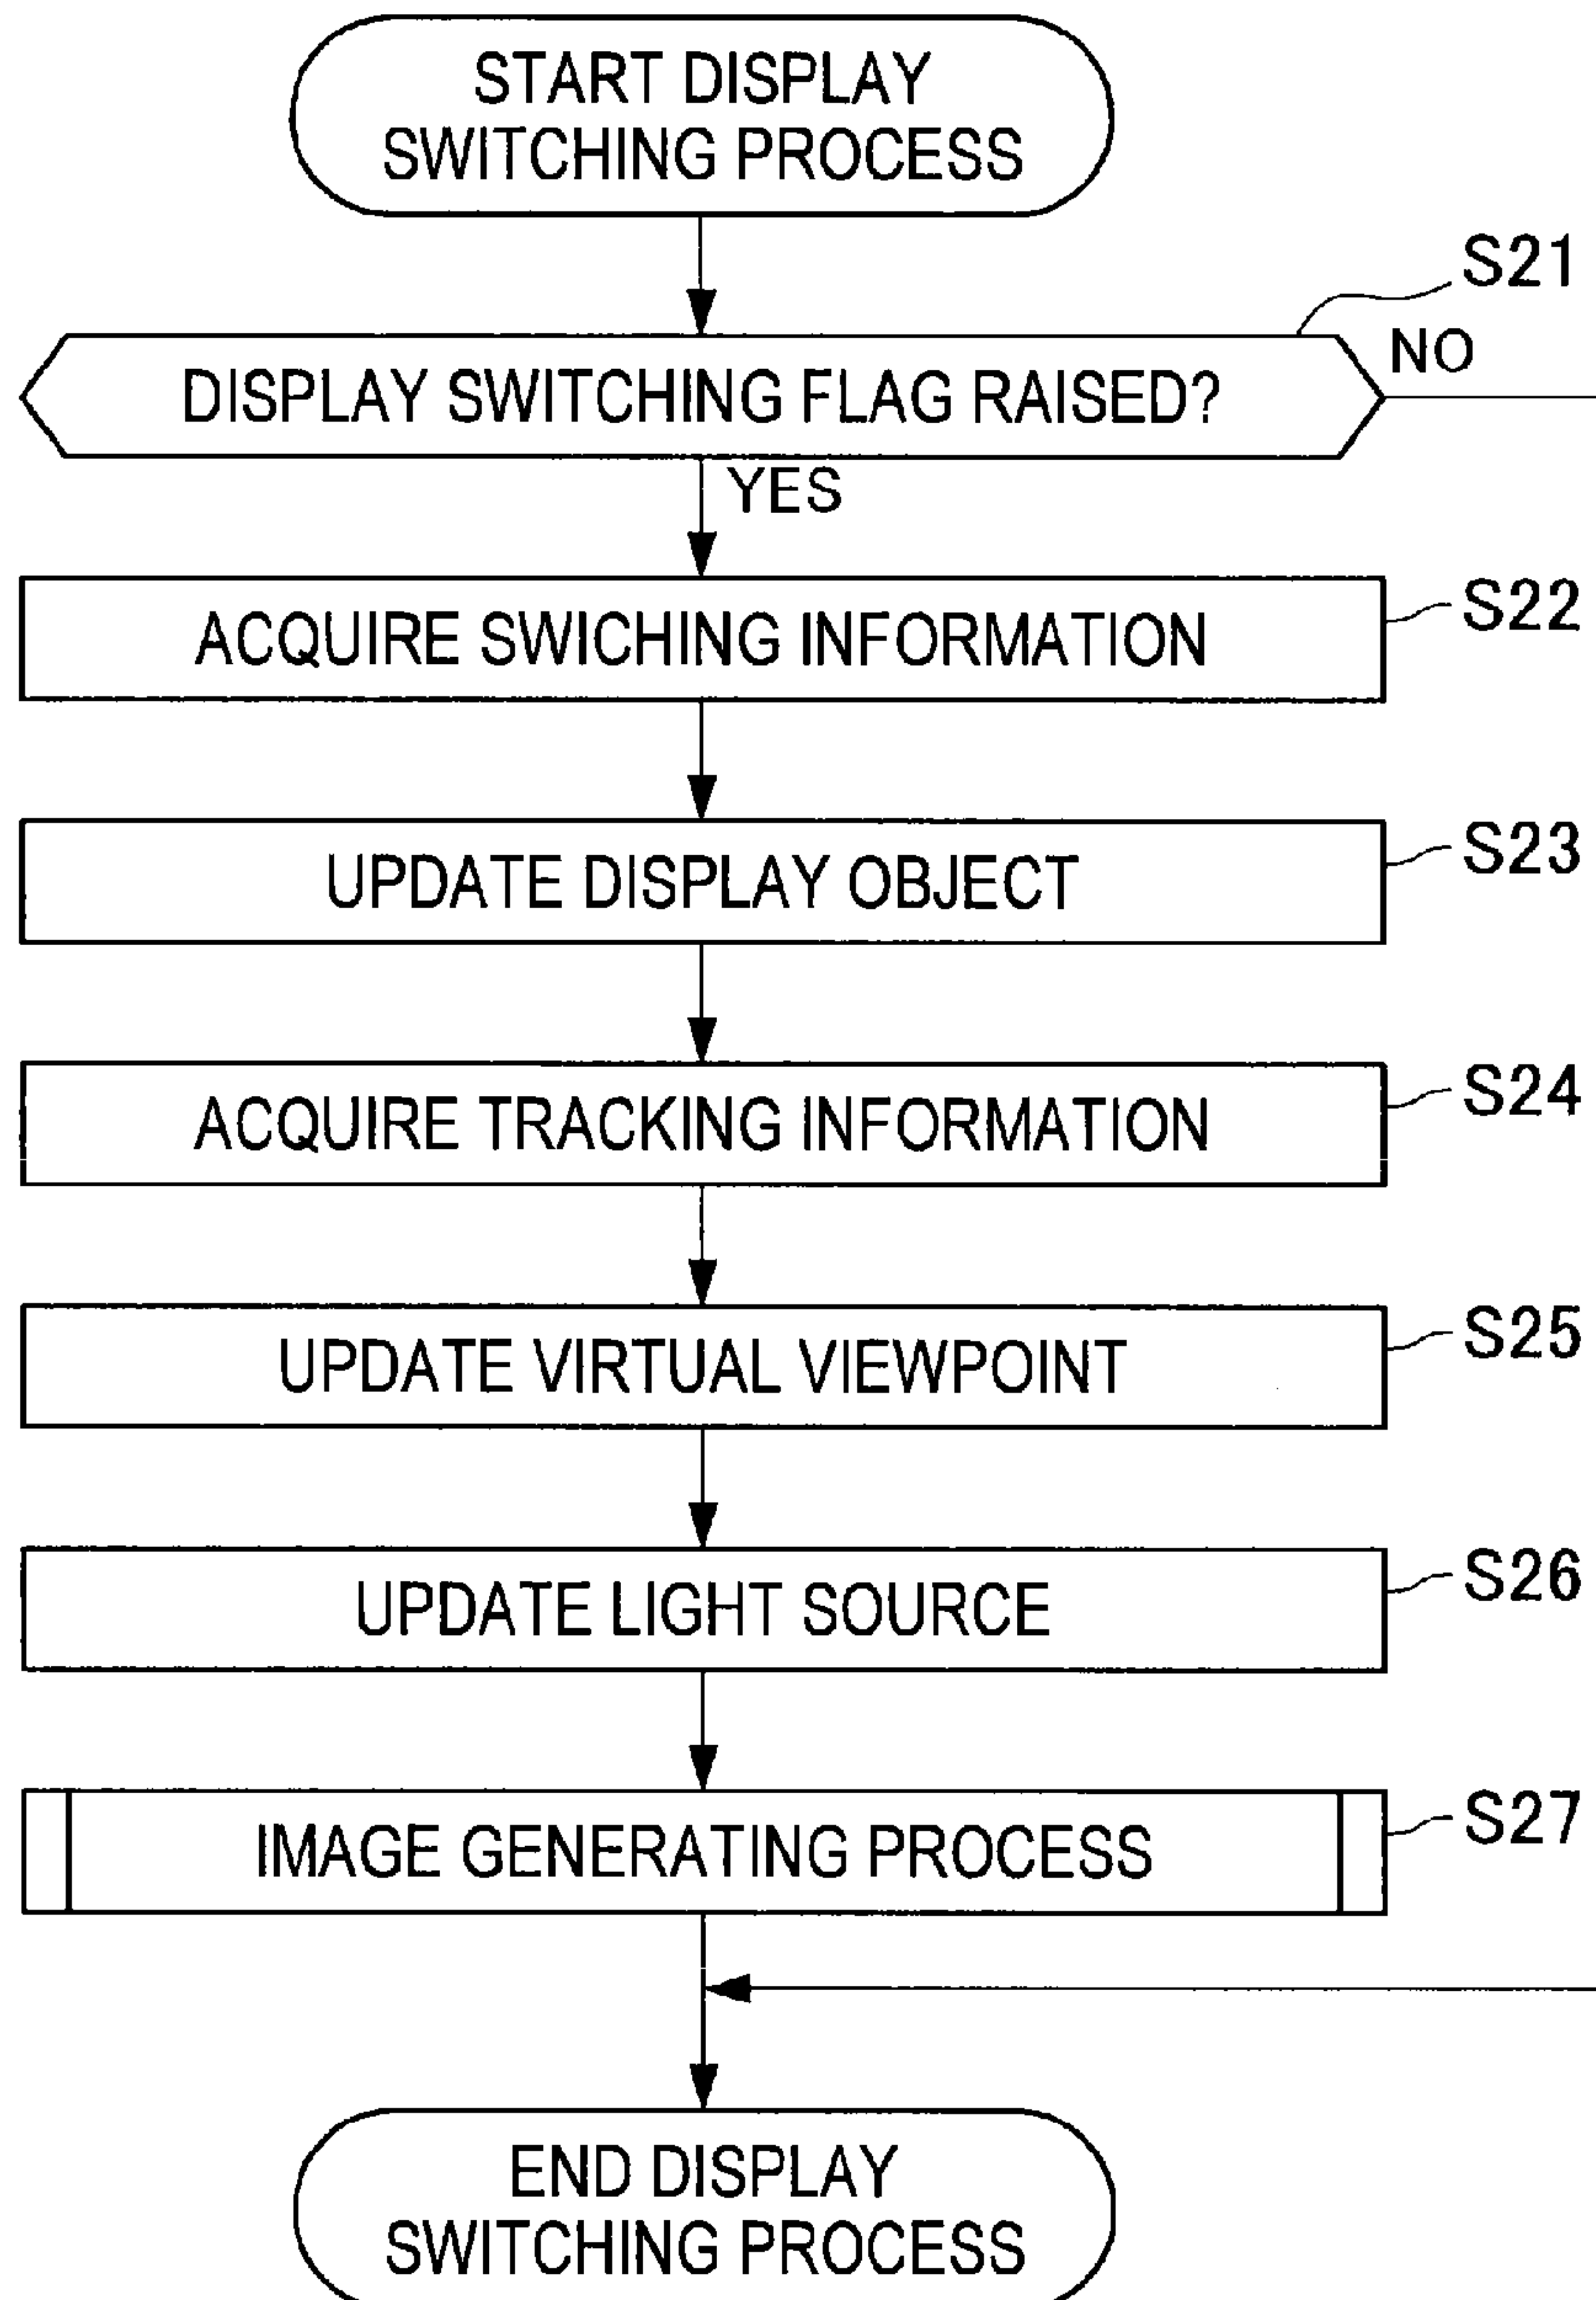 START DISPLAY
SWITCHING PROCESS
S21
DISPLAY SWITCHING FLAG RAISED?
NO
YES
ACQUIRE SWICHING INFORMATION
S22
UPDATE DISPLAY OBJECT
S23
ACQUIRE TRACKING INFORMATION
S24
UPDATE VIRTUAL VIEWPOINT
S25
UPDATE LIGHT SOURCE
S26
IMAGE GENERATING PROCESS
S27
END DISPLAY
SWITCHING PROCESS